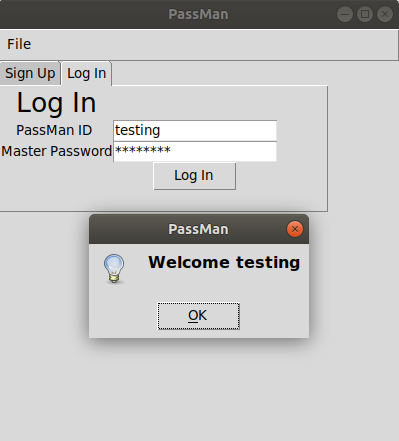 PassMan
File
Sign Up Log In
Log In
PassMan ID testing
Master Password ********
Log In
PassMan
Welcome testing
OK